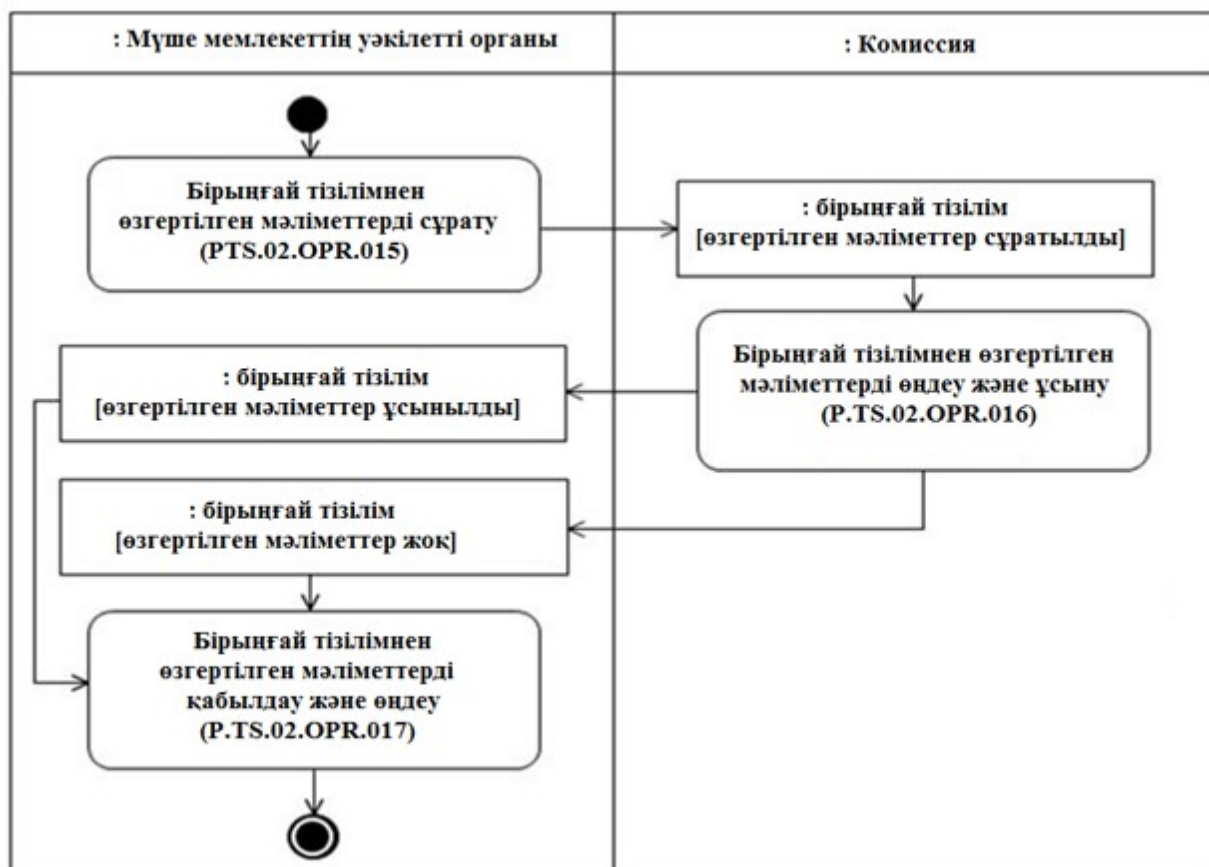 : Мүше мемлекеттің уәкілетті органы
: Комиссия
Бірыңғай тізілімнен
өзгертілген мәліметтерді сұрату
(PTS.02.OPR.015)
: бірыңғай тізілім
[өзгертілген мәліметтер сұратылды]
Бірыңғай тізілімнен өзгертілген
мәліметтерді өңдеу және ұсыну
(P.TS.02.OPR.016)
: бірыңғай тізілім
[өзгертілген мәліметтер ұсынылды]
: бірыңғай тізілім
[өзгертілген мәліметтер жоқ]
Бірыңғай тізілімнен
өзгертілген мәліметтерді
қабылдау және өңдеу
(P.TS.02.OPR.017)